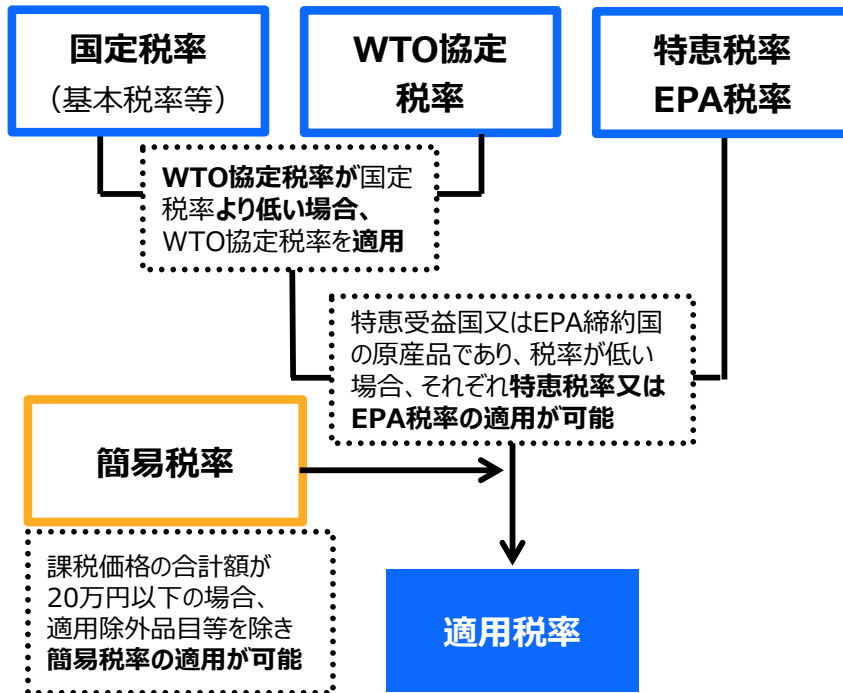 国定税率
（基本税率等）
WTO協定
税率
特恵税率
EPA税率
WTO協定税率が国定
税率より低い場合、
WTO協定税率を適用
特恵受益国又はEPA締約国
の原産品であり、税率が低い
場合、それぞれ特恵税率又は
EPA税率の適用が可能
簡易税率
課税価格の合計額が
20万円以下の場合、
適用除外品目等を除き
簡易税率の適用が可能
適用税率